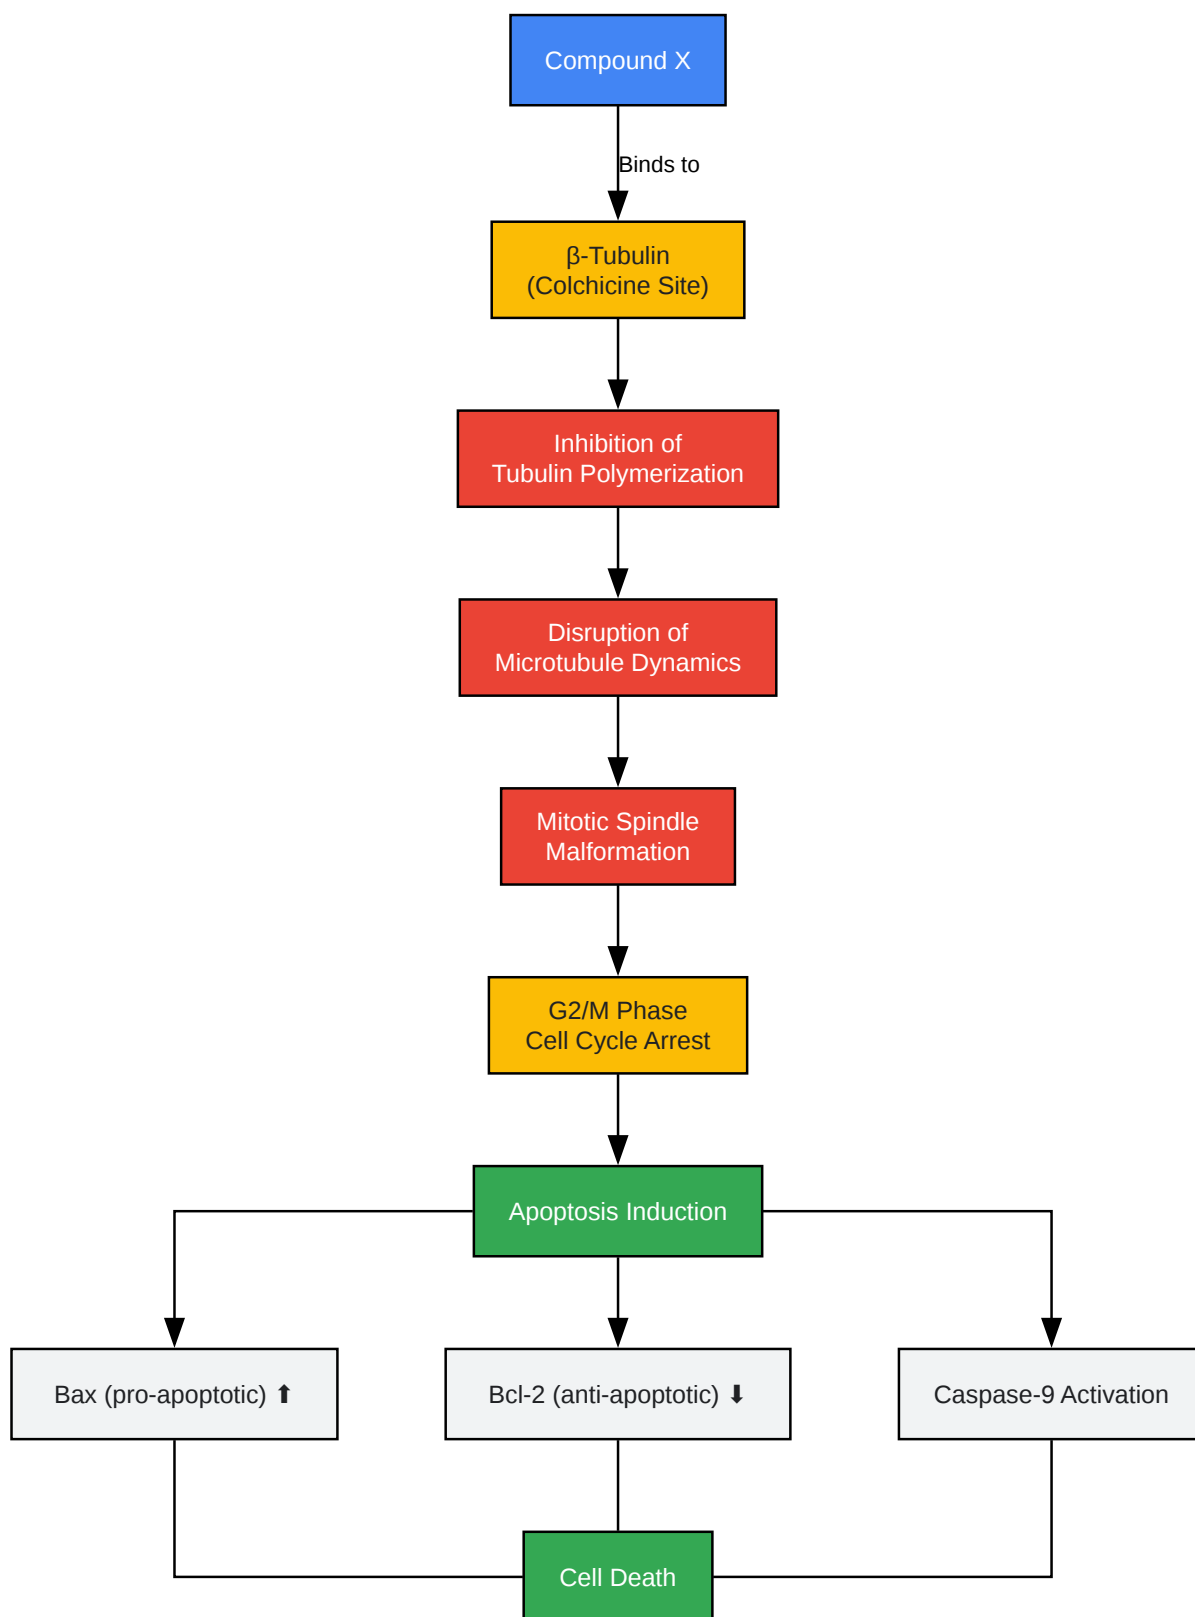 Compound X
Binds to
β-Tubulin
(Colchicine Site)
Inhibition of
Tubulin Polymerization
Disruption of
Microtubule Dynamics
Mitotic Spindle
Malformation
G2/M Phase
Cell Cycle Arrest
Apoptosis Induction
Bax (pro-apoptotic) ⬆
Bcl-2 (anti-apoptotic) ⬇
Caspase-9 Activation
Cell Death